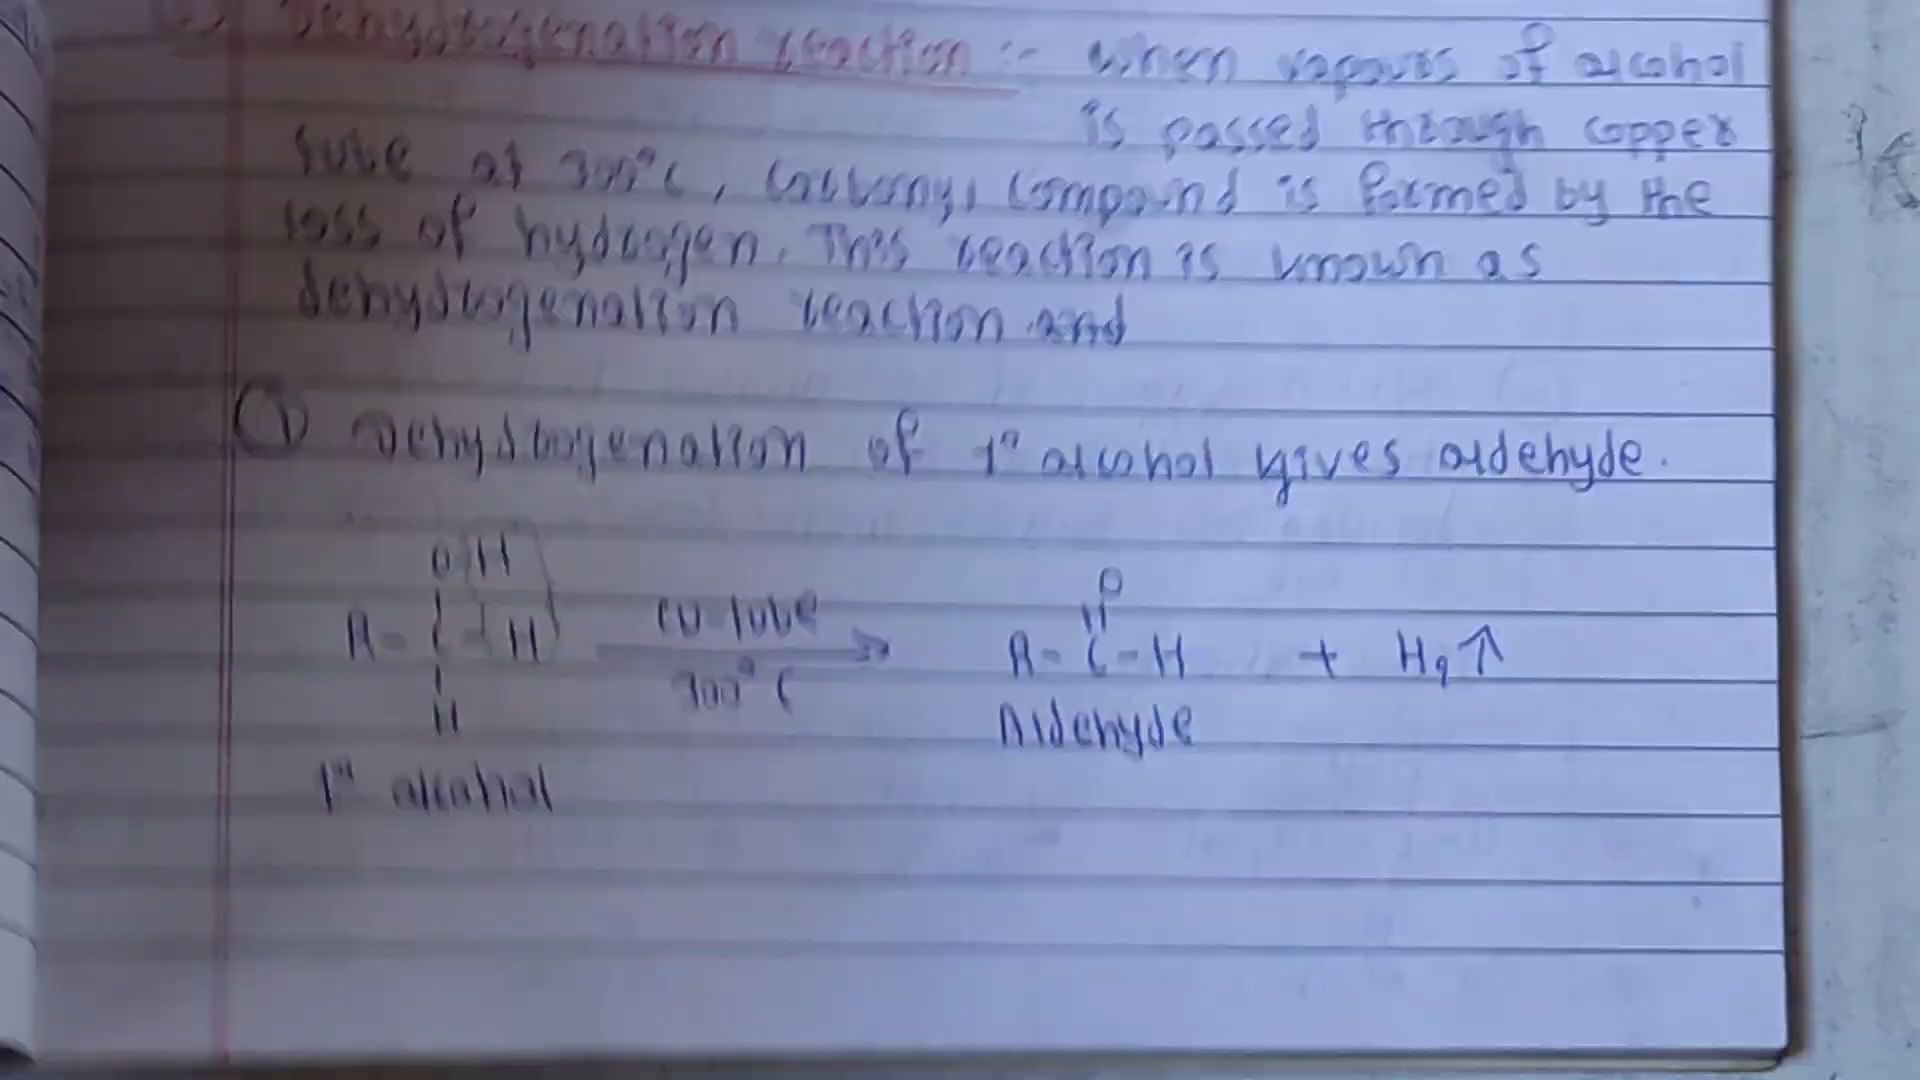 Dehydrogenation reaction :- When vapours of alcohol
is passed through copper
tube at 300°C, carbonyl compound is formed by the
loss of hydrogen. This reaction is known as
dehydrogenation reaction and
① Dehydrogenation of 1° alcohol gives aldehyde.
OH
R-C-H Cu-tube 300°C → R-C-H + H2↑
O
H
Aldehyde
1° alcohol